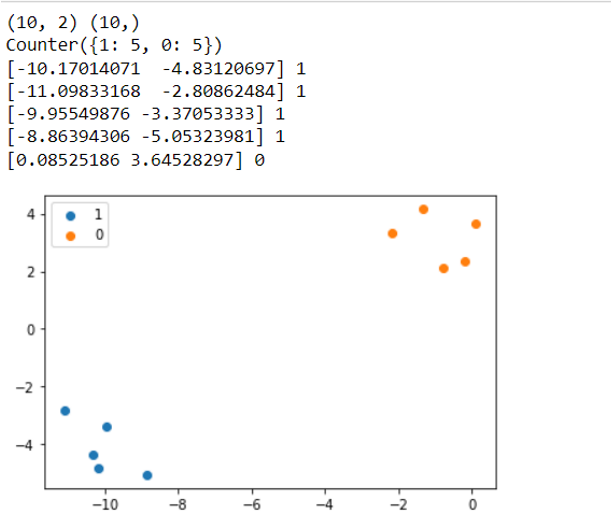 (10, 2) (10,)
Counter({1: 5, 0: 5})
[-10.17014071  -4.83120697] 1
[-11.09833168  -2.80862484] 1
[-9.95549876 -3.37053333] 1
[-8.86394306 -5.05323981] 1
[0.08525186 3.64528297] 0
4
1
0
2
0
−2
−4
−10 −8 −6 −4 −2 0